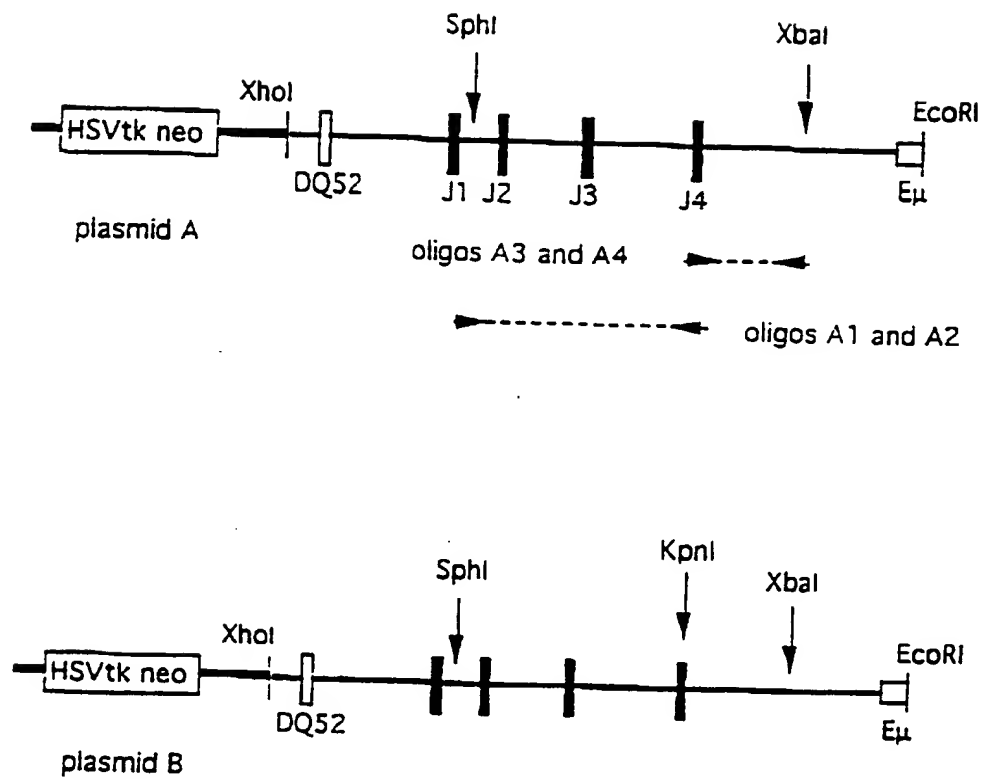 SphI
XbaI
XhoI
EcoRI
HSVtk neo
DQ52
J1 J2 J3 J4
Eμ
plasmid A
oligos A3 and A4
oligos A1 and A2
KpnI
SphI
XbaI
XhoI
EcoRI
HSVtk neo
DQ52
Eμ
plasmid B